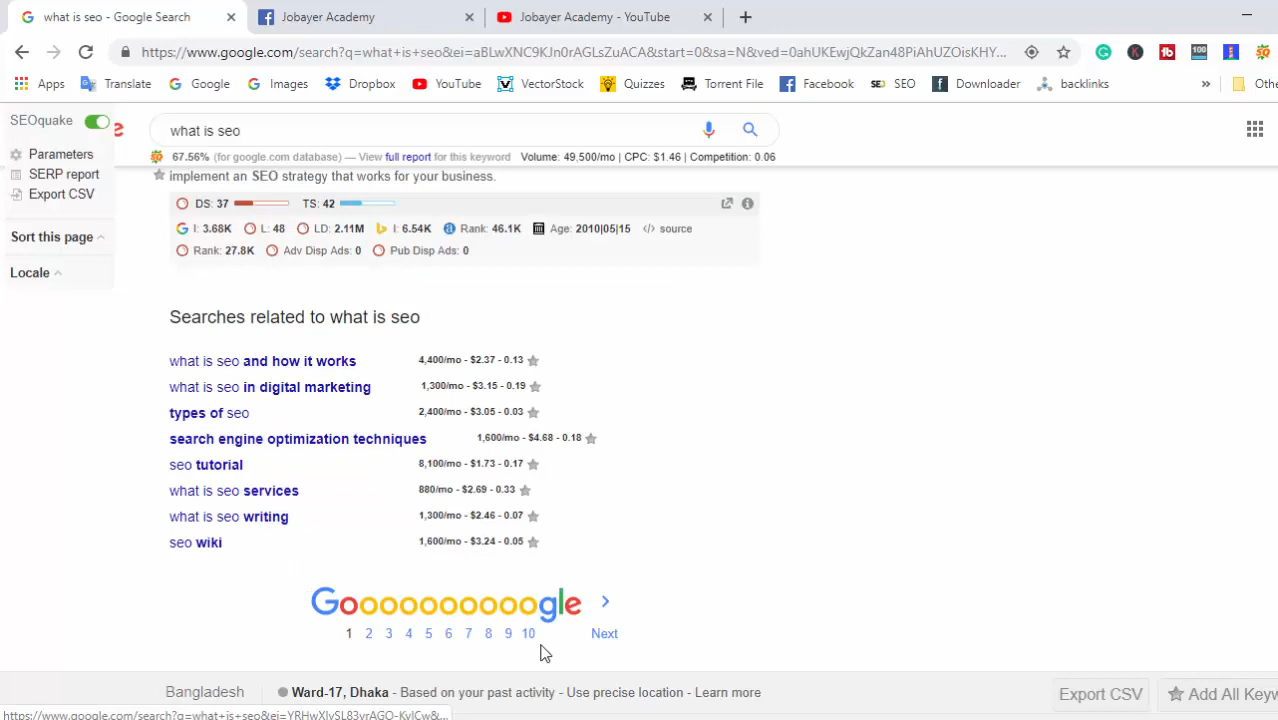 what is seo - Google Search
Jobayer Academy
Jobayer Academy - YouTube
https://www.google.com/search?q=what+is+seo&ei=aBLwXNC9KJn0rAGLsZuACA&start=0&sa=N&ved=0ahUKEwjQkZan48PiAhUZOisKHY...
Apps Translate Google Images Dropbox YouTube VectorStock Quizzes Torrent File Facebook SEO Downloader backlinks » Othe
SEOquake
Parameters
SERP report
Export CSV
Sort this page
Locale
what is seo
67.56% (for google.com database) — View full report for this keyword Volume: 49,500/mo | CPC: $1.46 | Competition: 0.06
implement an SEO strategy that works for your business.
DS: 37 TS: 42
I: 3.68K L: 48 LD: 2.11M I: 6.54K Rank: 46.1K Age: 2010|05|15 </> source
Rank: 27.8K Adv Disp Ads: 0 Pub Disp Ads: 0
Searches related to what is seo
what is seo and how it works 4,400/mo - $2.37 - 0.13
what is seo in digital marketing 1,300/mo - $3.15 - 0.19
types of seo 2,400/mo - $3.05 - 0.03
search engine optimization techniques 1,600/mo - $4.68 - 0.18
seo tutorial 8,100/mo - $1.73 - 0.17
what is seo services 880/mo - $2.69 - 0.33
what is seo writing 1,300/mo - $2.46 - 0.07
seo wiki 1,600/mo - $3.24 - 0.05
Goooooooooogle
1 2 3 4 5 6 7 8 9 10 Next
Bangladesh Ward-17, Dhaka - Based on your past activity - Use precise location - Learn more
Export CSV Add All Keyw